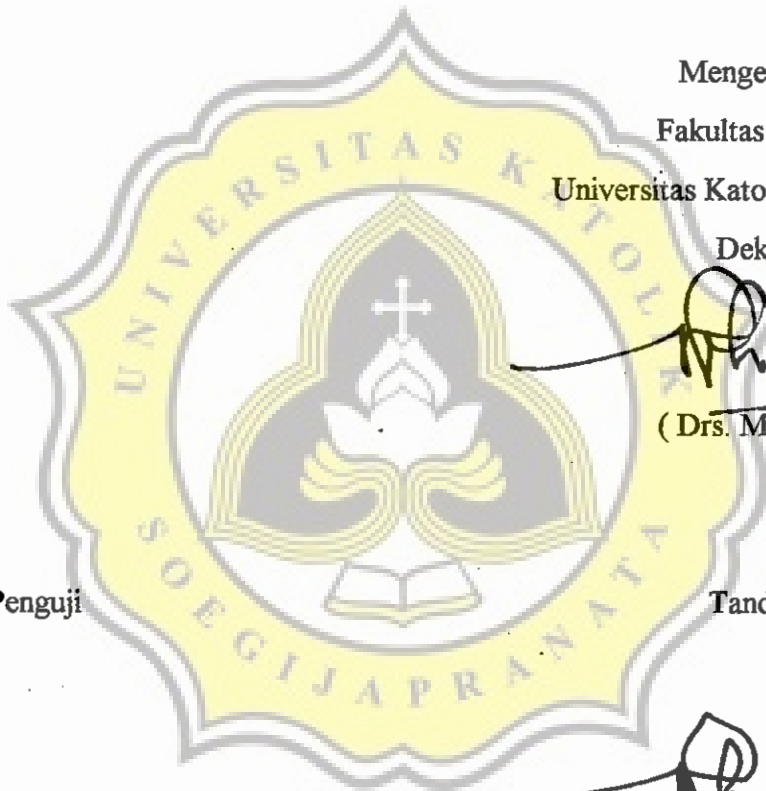 Menge
Fakultas
Universitas Kato
Dek
( Drs. M
Penguji
Tand
UNIVERSITAS KATOLIK
SOEGIJAPRANATA